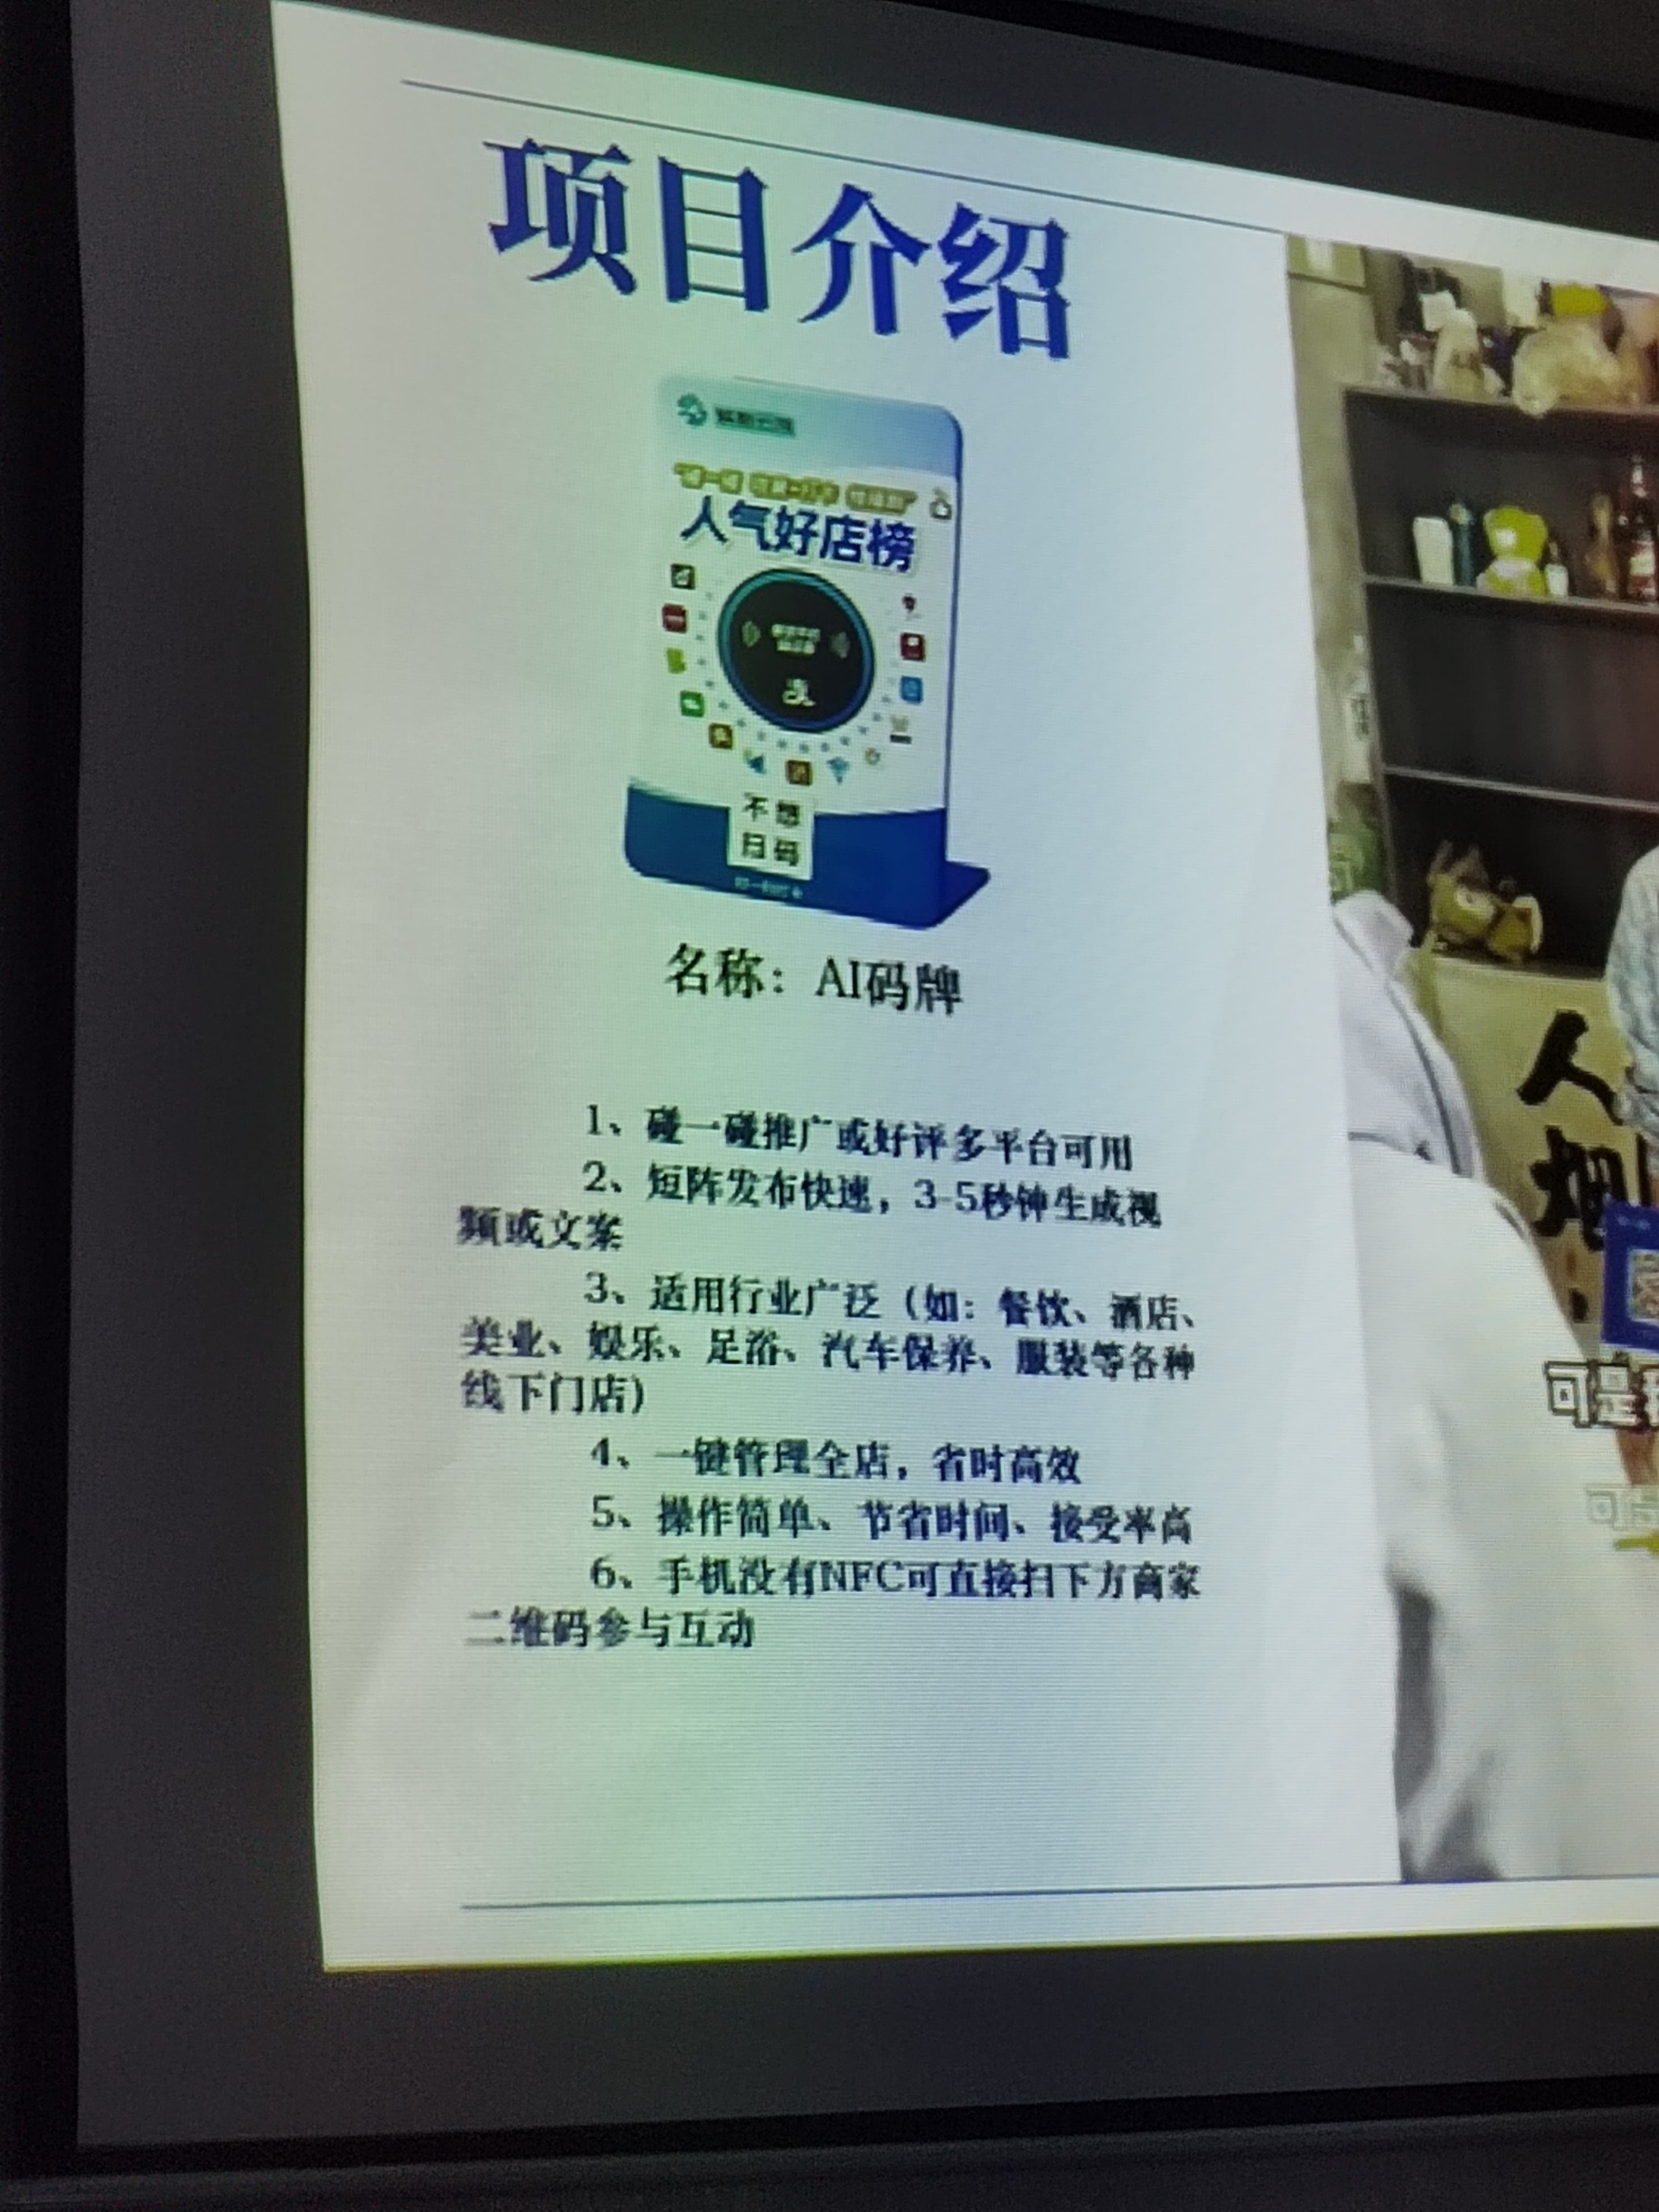 项目介绍
人气好店榜
不想
扫码
名称：AI码牌
1、碰一碰推广或好评多平台可用
2、短阵发布快速，3-5秒钟生成视
频或文案
3、适用行业广泛（如：餐饮、酒店、
美业、娱乐、足浴、汽车保养、服装等各种
线下门店）
4、一键管理全店，省时高效
5、操作简单、节省时间、接受率高
6、手机没有NFC可直接扫下方商家
二维码参与互动
人
烟
可是